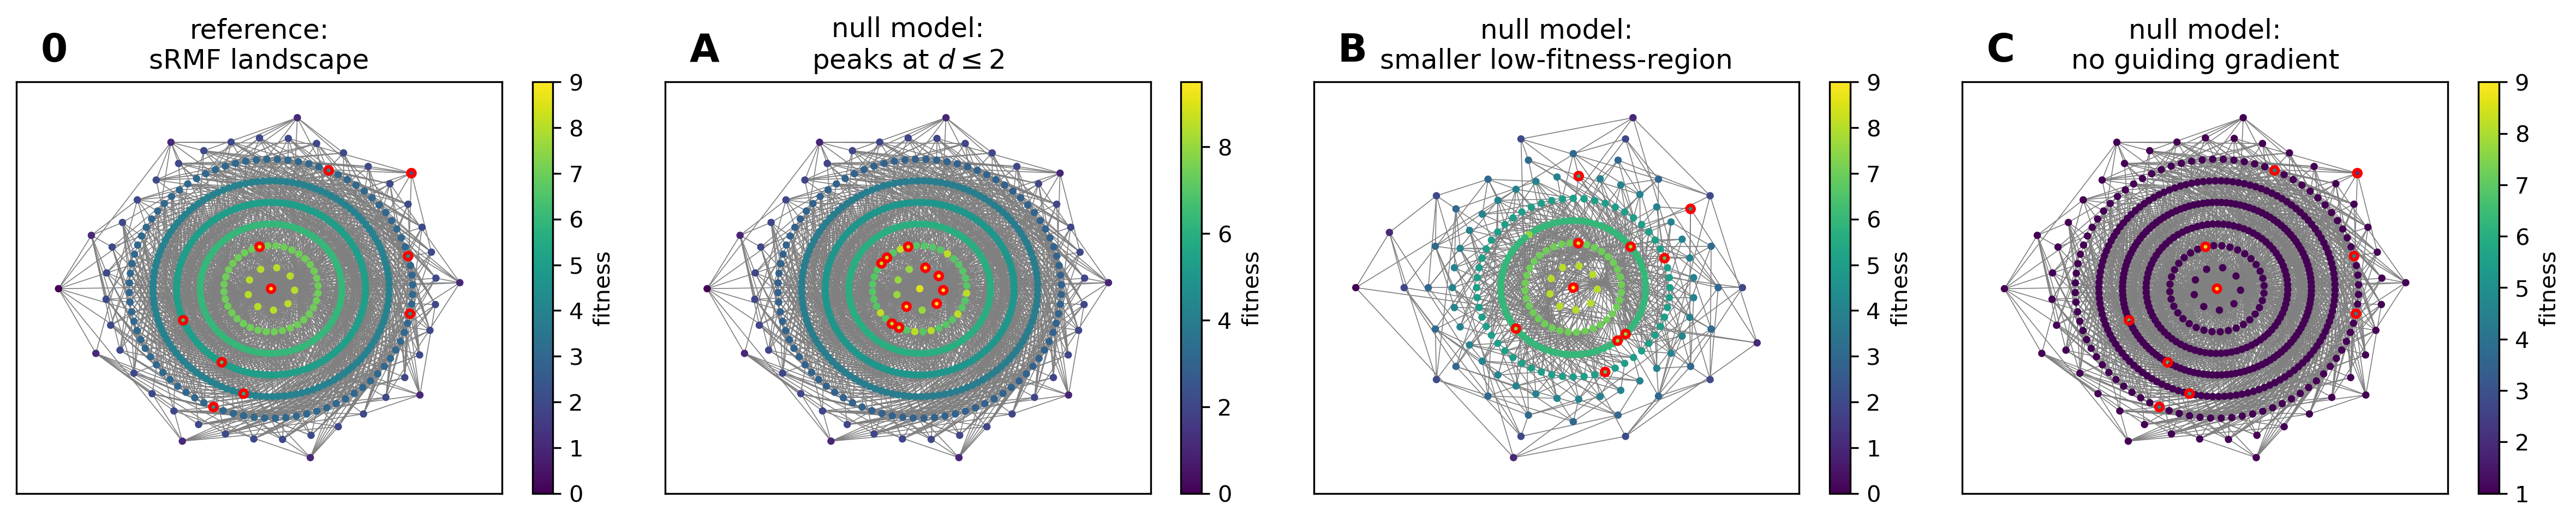 0
reference:
sRMF landscape
9
8
7
6
5
4
3
2
1
0
fitness
A
null model:
peaks at d ≤ 2
8
6
4
2
0
fitness
B
null model:
smaller low-fitness-region
9
8
7
6
5
4
3
2
1
0
fitness
C
null model:
no guiding gradient
9
8
7
6
5
4
3
2
1
fitness